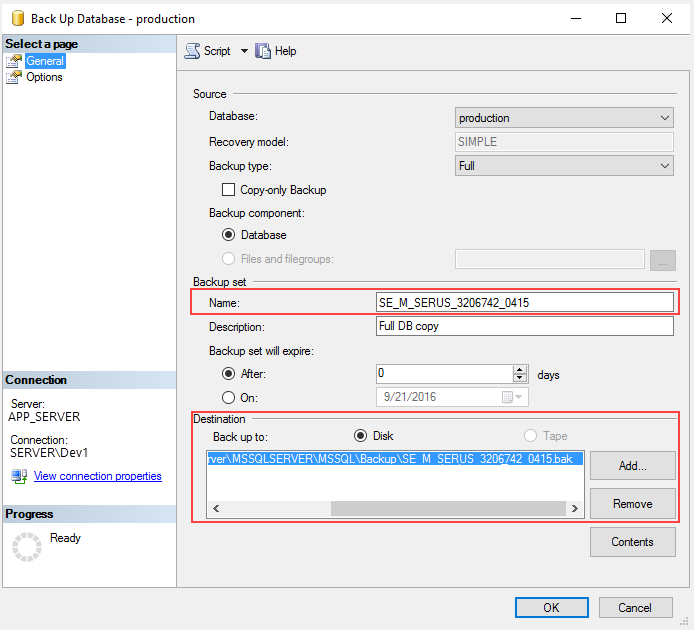 Back Up Database - production
Select a page
General
Options
Script
Help
Source
Database:
production
Recovery model:
SIMPLE
Backup type:
Full
Copy-only Backup
Backup component:
Database
Files and filegroups:
...
Backup set
Name:
SE_M_SERUS_3206742_0415
Description:
Full DB copy
Backup set will expire:
After:
0
days
On:
9/21/2016
Destination
Back up to:
Disk
Tape
rver\MSSQLSERVER\MSSQL\Backup\SE_M_SERUS_3206742_0415.bak
Add...
Remove
Contents
Connection
Server:
APP_SERVER
Connection:
SERVER\Dev1
View connection properties
Progress
Ready
OK
Cancel